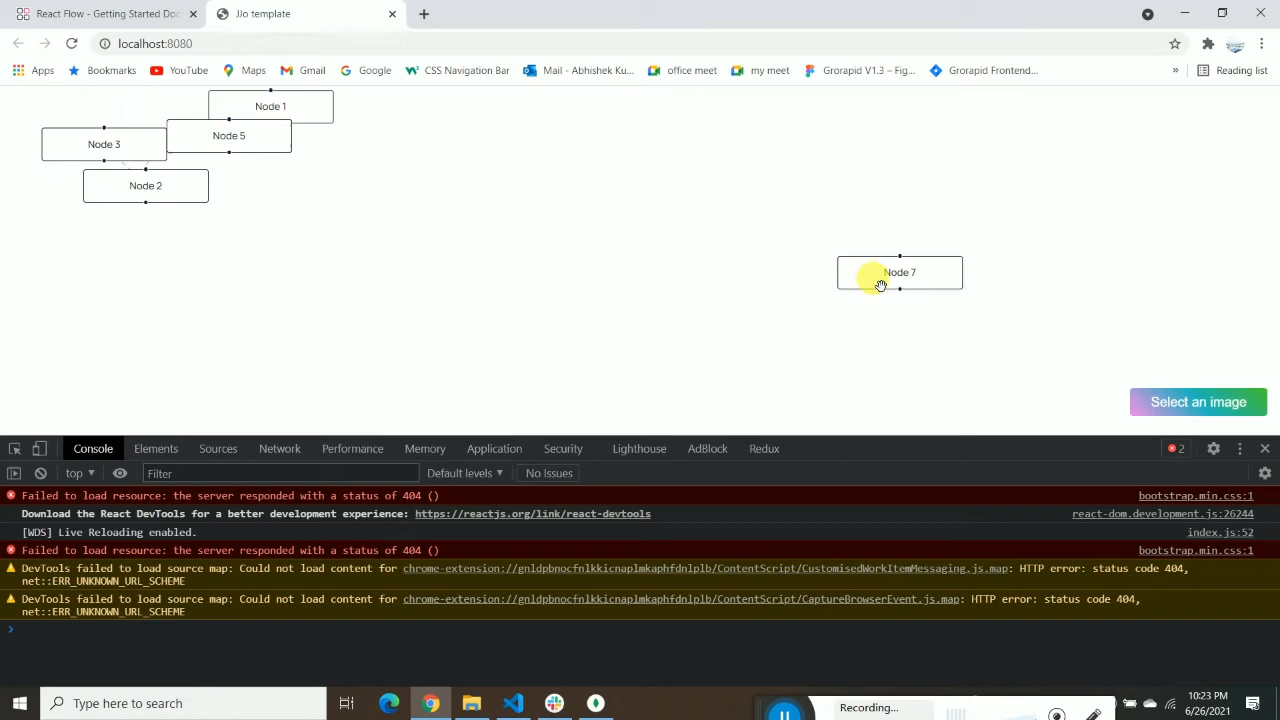 React Flow - Getting Started Doc
JJo template
localhost:8080
Apps Bookmarks YouTube Maps Gmail Google CSS Navigation Bar Mail - Abhishek Ku... office meet my meet Grorapid V1.3 – Fig... Grorapid Frontend... » Reading list
Node 1
Node 5
Node 3
Node 2
Node 7
Select an image
Console Elements Sources Network Performance Memory Application Security Lighthouse AdBlock Redux 2
top Filter Default levels No Issues
Failed to load resource: the server responded with a status of 404 () bootstrap.min.css:1
Download the React DevTools for a better development experience: https://reactjs.org/link/react-devtools react-dom.development.js:26244
[WDS] Live Reloading enabled. index.js:52
Failed to load resource: the server responded with a status of 404 () bootstrap.min.css:1
DevTools failed to load source map: Could not load content for chrome-extension://gnldpbnocfnlkkicnaplmkaphfdnlplb/ContentScript/CustomisedWorkItemMessaging.js.map: HTTP error: status code 404,
net::ERR_UNKNOWN_URL_SCHEME
DevTools failed to load source map: Could not load content for chrome-extension://gnldpbnocfnlkkicnaplmkaphfdnlplb/ContentScript/CaptureBrowserEvent.js.map: HTTP error: status code 404,
net::ERR_UNKNOWN_URL_SCHEME
Type here to search
Recording...
10:23 PM
6/26/2021